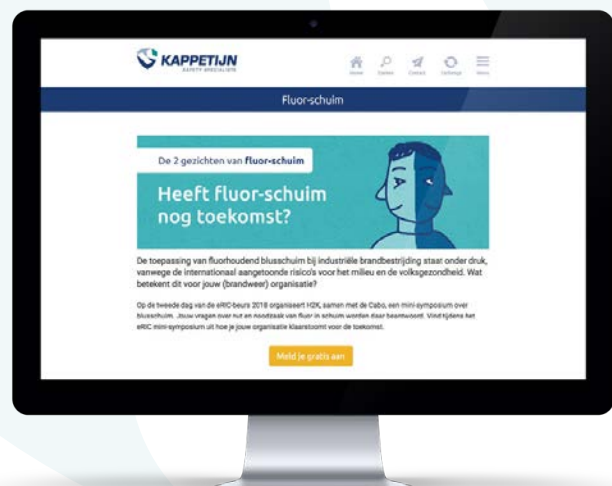 KAPPETIJN
SAFETY SPECIALISTS
Home Zoeken Contact Menu
Fluor-schuim
De 2 gezichten van fluor-schuim
Heeft fluor-schuim
nog toekomst?
De toepassing van fluorhoudend blusschuim bij industriële brandbestrijding staat onder druk,
vanwege de internationaal aangetoonde risico's voor het milieu en de volksgezondheid. Wat
betekent dit voor jouw (brandweer) organisatie?
Op de tweede dag van de eRIC-beurs 2018 organiseert H2K, samen met de Cabo, een mini-symposium over
blusschuim. Jouw vragen over nut en noodzaak van fluor in schuim worden daar beantwoord. Vind tijdens het
eRIC mini-symposium uit hoe je jouw organisatie klaarstoomt voor de toekomst.
Meld je gratis aan